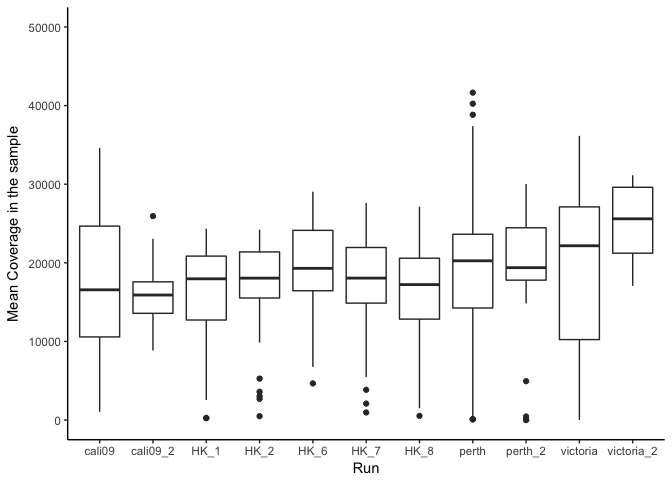 Mean Coverage in the sample
50000
40000
30000
20000
10000
0
cali09 cali09_2 HK_1 HK_2 HK_6 HK_7 HK_8 perth perth_2 victoria victoria_2
Run